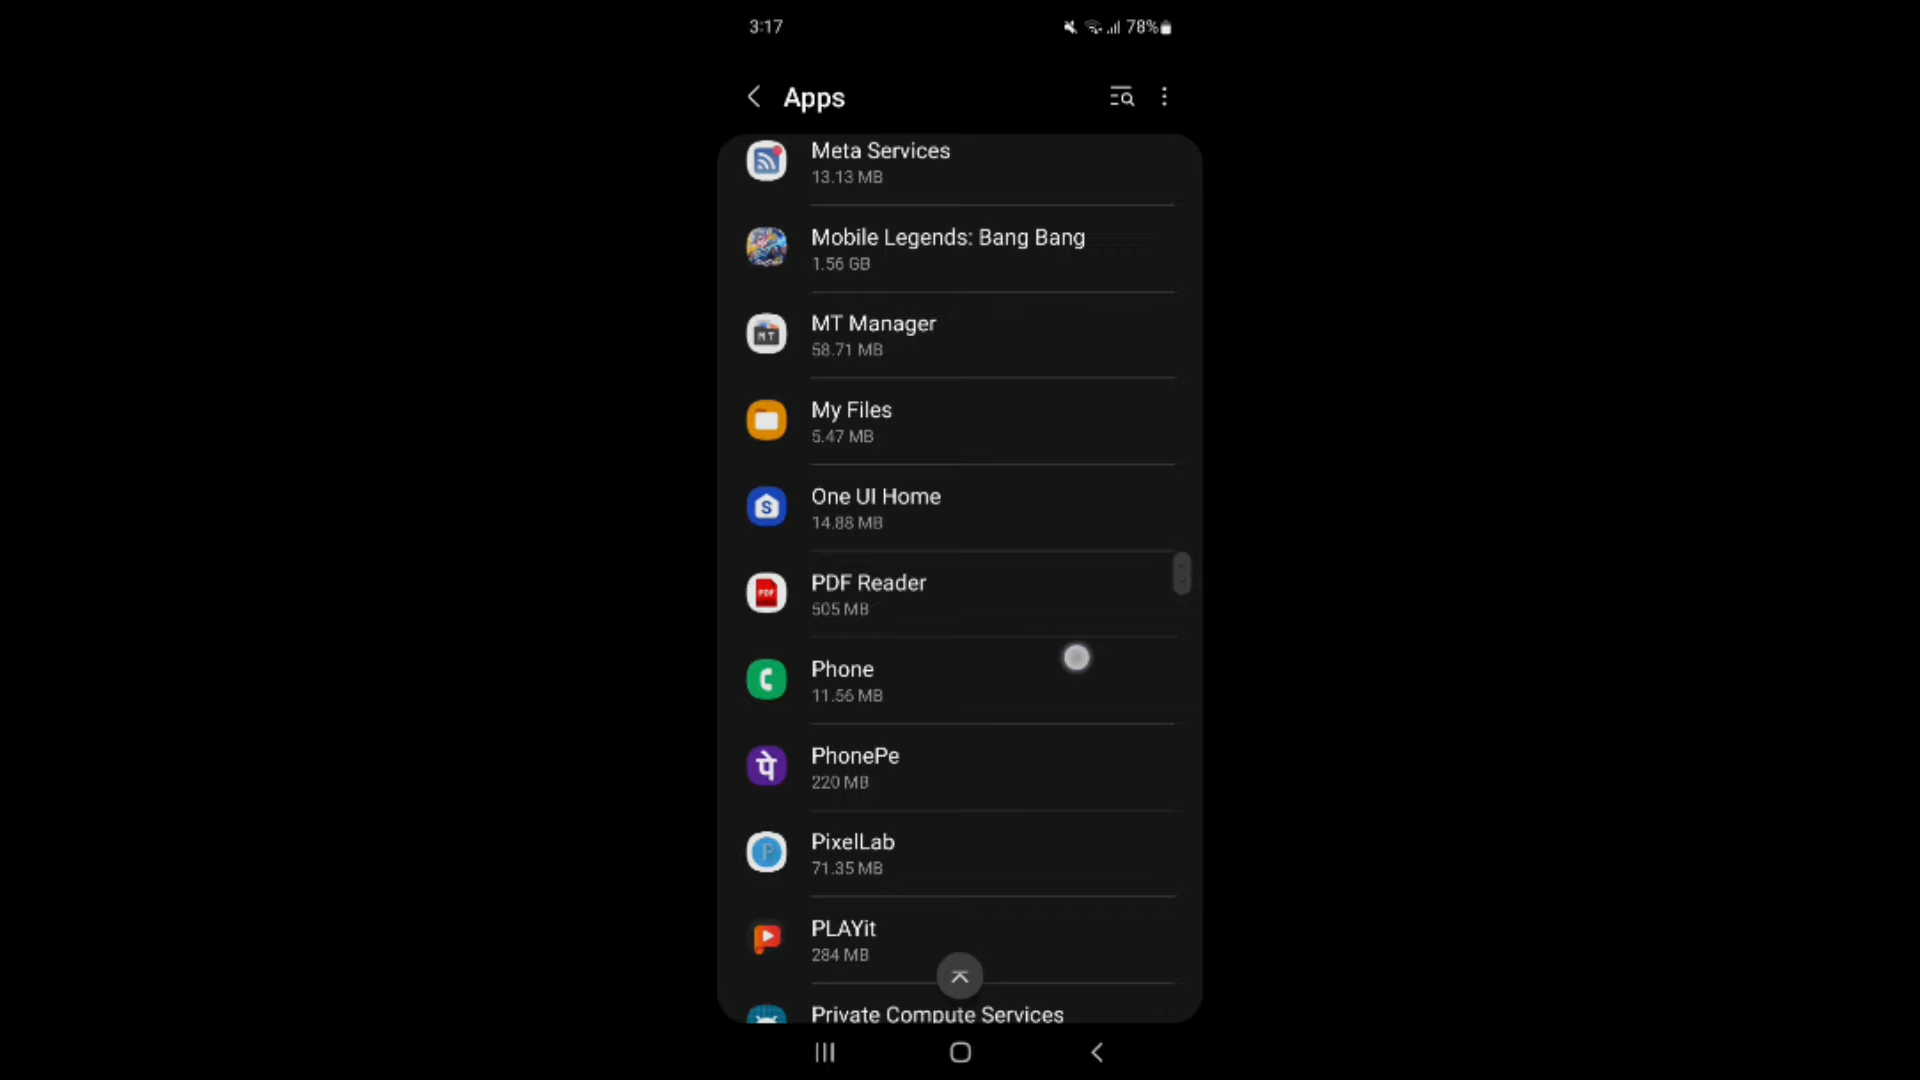 3:17
78%
Apps
Meta Services
13.13 MB
Mobile Legends: Bang Bang
1.56 GB
MT Manager
58.71 MB
My Files
5.47 MB
One UI Home
14.88 MB
PDF Reader
505 MB
Phone
11.56 MB
PhonePe
220 MB
PixelLab
71.35 MB
PLAYit
284 MB
Private Compute Services
MT
S
PDF
पे
P